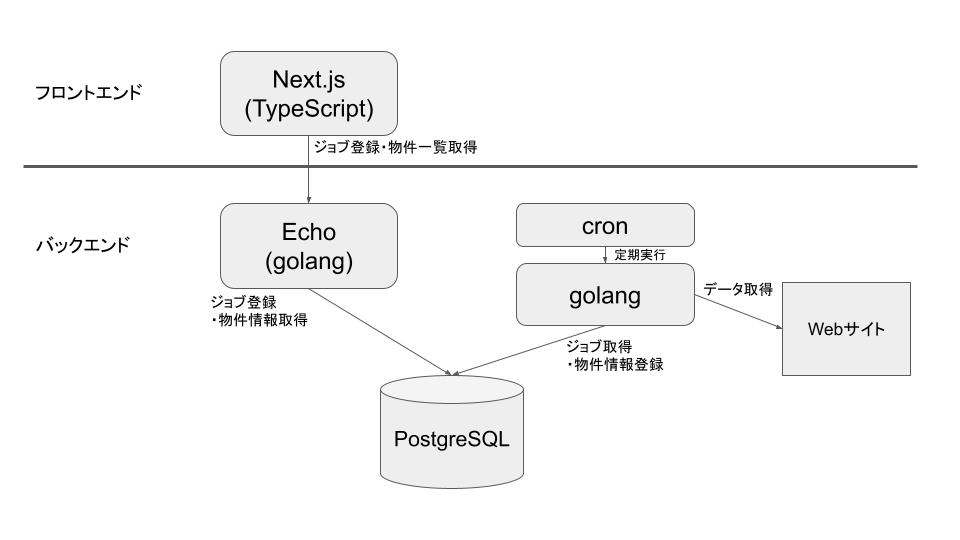 フロントエンド
Next.js
(TypeScript)
ジョブ登録・物件一覧取得
バックエンド
Echo
(golang)
cron
定期実行
golang
データ取得
Webサイト
ジョブ登録
・物件情報取得
ジョブ取得
・物件情報登録
PostgreSQL